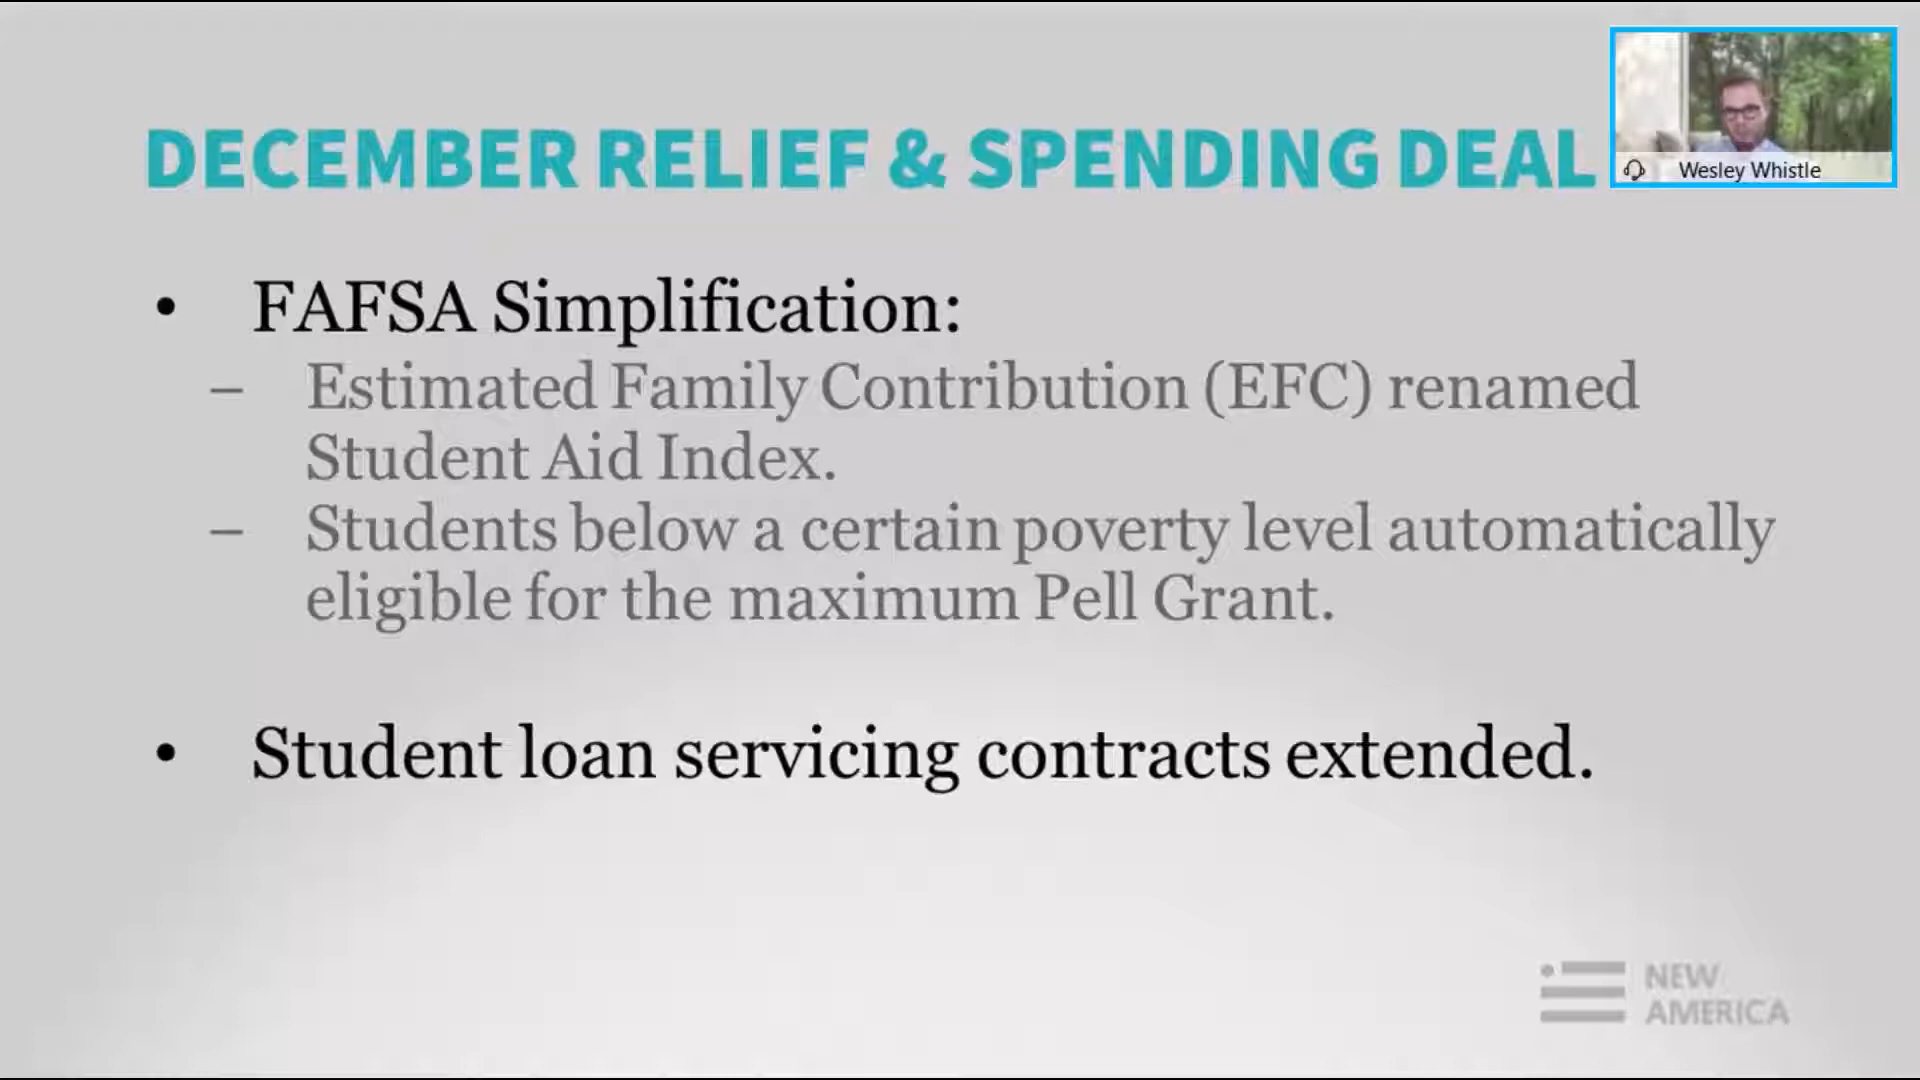 DECEMBER RELIEF & SPENDING DEAL
Wesley Whistle
• FAFSA Simplification:
– Estimated Family Contribution (EFC) renamed
Student Aid Index.
– Students below a certain poverty level automatically
eligible for the maximum Pell Grant.
• Student loan servicing contracts extended.
NEW
AMERICA